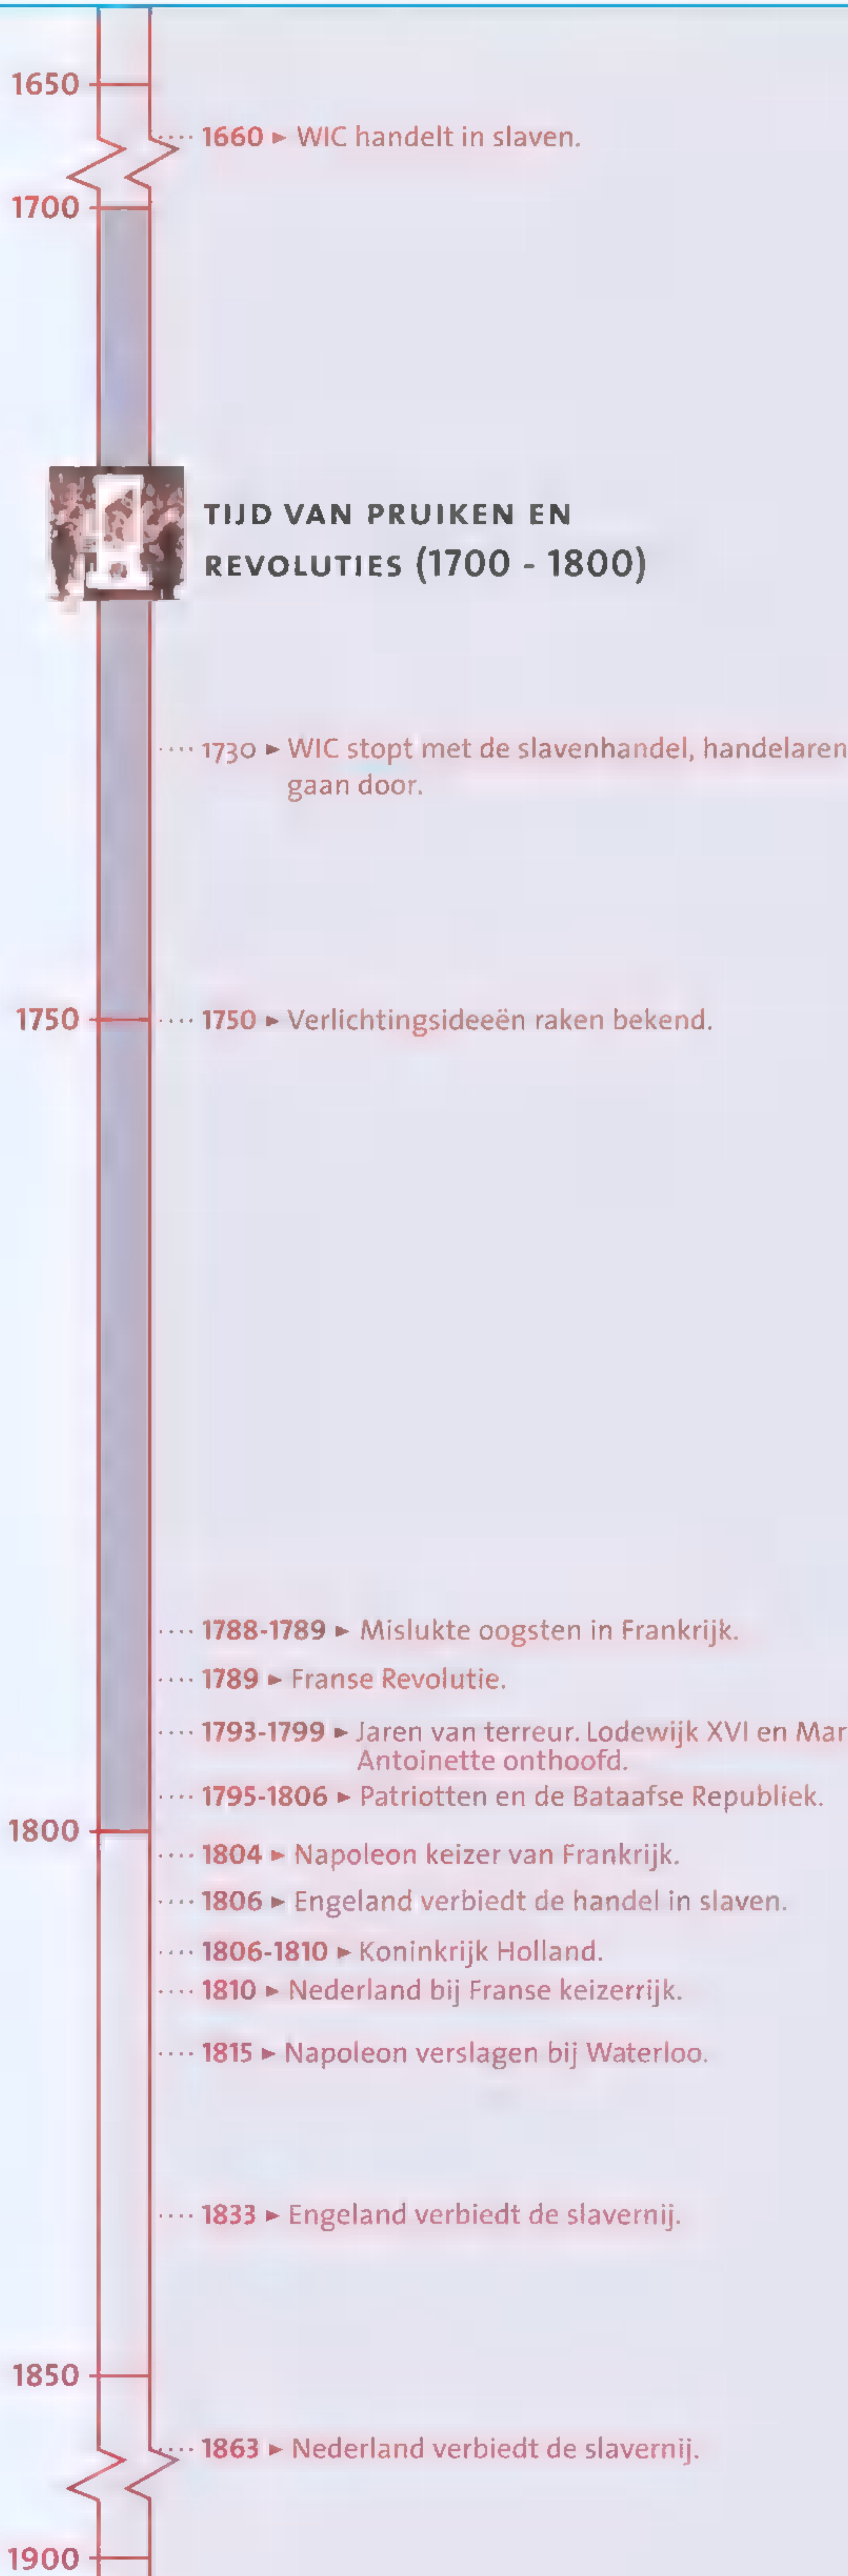 1650
1660 ► WIC handelt in slaven.
1700
TIJD VAN PRUIKEN EN
REVOLUTIES (1700 - 1800)
1730 ► WIC stopt met de slavenhandel, handelaren
gaan door.
1750
1750 ► Verlichtingsideeën raken bekend.
1788-1789 ► Mislukte oogsten in Frankrijk.
1789 ► Franse Revolutie.
1793-1799 ► Jaren van terreur. Lodewijk XVI en Mar
Antoinette onthoofd.
1795-1806 ► Patriotten en de Bataafse Republiek.
1800
1804 ► Napoleon keizer van Frankrijk.
1806 ► Engeland verbiedt de handel in slaven.
1806-1810 ► Koninkrijk Holland.
1810 ► Nederland bij Franse keizerrijk.
1815 ► Napoleon verslagen bij Waterloo.
1833 ► Engeland verbiedt de slavernij.
1850
1863 ► Nederland verbiedt de slavernij.
1900